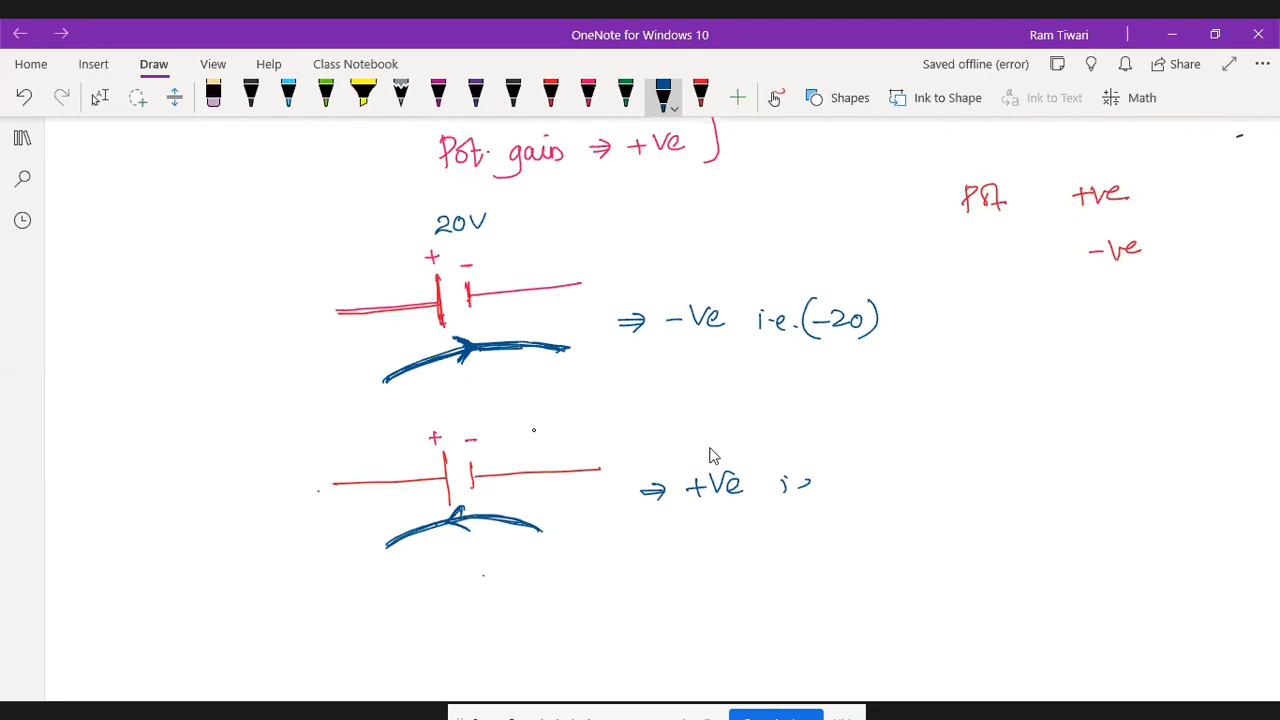 OneNote for Windows 10
Ram Tiwari
Home Insert Draw View Help Class Notebook
Saved offline (error) Share
Shapes Ink to Shape Ink to Text Math
Pot. gain ⇒ +ve }
Pot +ve
-ve
20V
+ -
⇒ -ve i.e. (-20)
+ -
⇒ +ve i